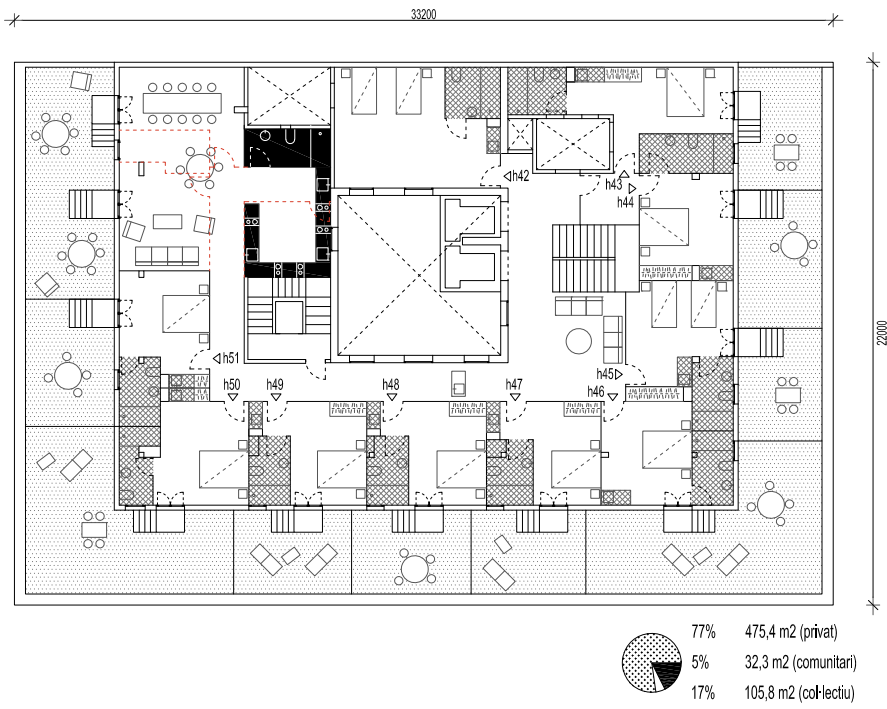 33200
h42
h43
h44
22000
h51
h45
h50
h49
h48
h47
h46
77% 475,4 m2 (privat)
5% 32,3 m2 (comunitari)
17% 105,8 m2 (col·lectiu)